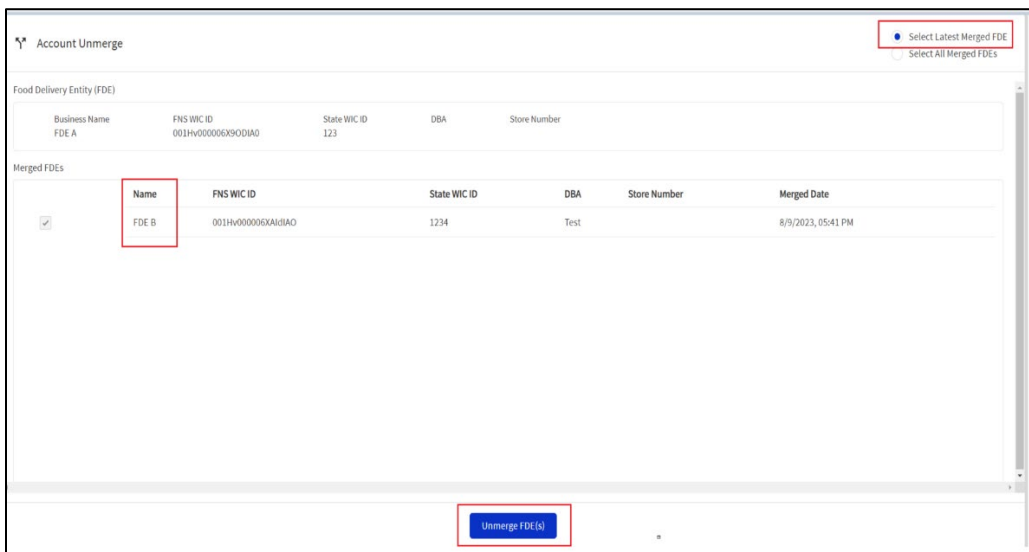 Account Unmerge
Select Latest Merged FDE
Select All Merged FDEs
Food Delivery Entity (FDE)
Business Name FNS WIC ID State WIC ID DBA Store Number
FDE A 001Hv000006X9ODIA0 123
Merged FDEs
Name FNS WIC ID State WIC ID DBA Store Number Merged Date
FDE B 001Hv000006XAIdIAO 1234 Test 8/9/2023, 05:41 PM
Unmerge FDE(s)